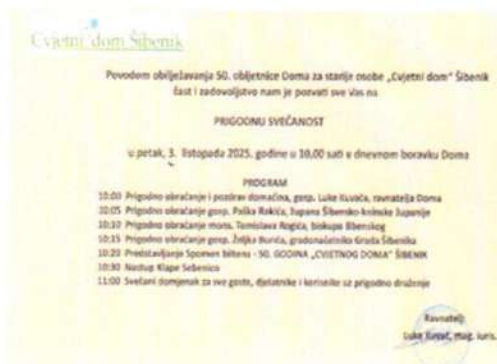 Cvjetni dom Šibenik
Povodom obilježavanja 50. obljetnice Doma za starije osobe „Cvjetni dom" Šibenik
čast i zadovoljstvo nam je pozvati sve Vas na
PRIGODNU SVEČANOST
u petak, 3. listopada 2025. godine u 10,00 sati u dnevnom boravku Doma
PROGRAM
10:00 Prigodno obraćanje i pozdrav domaćina, gosp. Luke Iluvača, ravnatelja Doma
10:05 Prigodno obraćanje gosp. Paška Rakića, župana Šibensko-kninske županije
10:10 Prigodno obraćanje mons. Tomislava Rogića, biskupa šibenskog
10:15 Prigodno obraćanje gosp. Željka Burića, gradonačelnika Grada Šibenika
10:20 Predstavljanje Spomen biltena - 50. GODINA „CVJETNOG DOMA" ŠIBENIK
10:30 Nastup Klape Sebenico
11:00 Svečani domjenak za sve goste, djelatnike i korisnike uz prigodno druženje
Ravnatelj:
Luke mag. iuris.